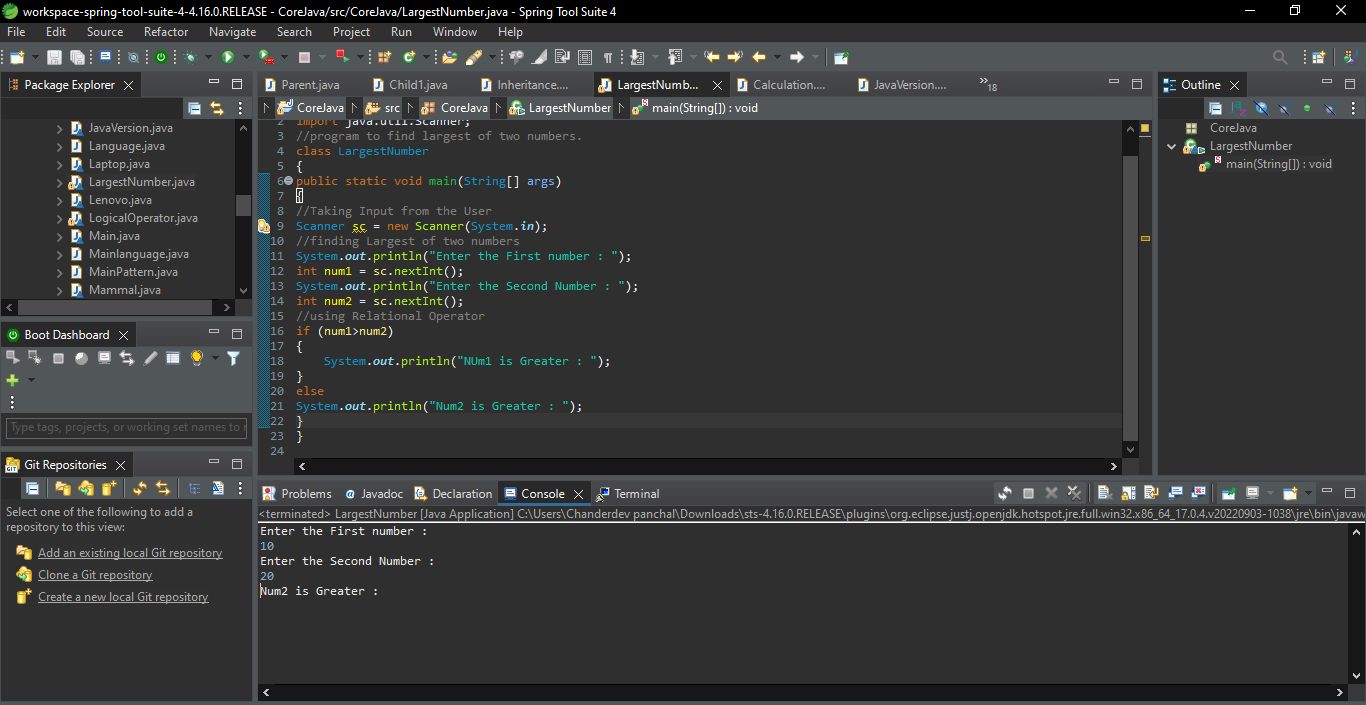 workspace-spring-tool-suite-4-4.16.0.RELEASE - CoreJava/src/CoreJava/LargestNumber.java - Spring Tool Suite 4
File Edit Source Refactor Navigate Search Project Run Window Help
Package Explorer
JavaVersion.java
Language.java
Laptop.java
LargestNumber.java
Lenovo.java
LogicalOperator.java
Main.java
Mainlanguage.java
MainPattern.java
Mammal.java
Boot Dashboard
Type tags, projects, or working set names to
Git Repositories
GIT
Select one of the following to add a
repository to this view:
Add an existing local Git repository
Clone a Git repository
Create a new local Git repository
Parent.java Child1.java Inheritance.... LargestNumb... Calculation.... JavaVersion.... »18
CoreJava src CoreJava LargestNumber main(String[]) : void
2 import java.util.Scanner;
3 //program to find largest of two numbers.
4 class LargestNumber
5 {
6 public static void main(String[] args)
7 {
8 //Taking Input from the User
9 Scanner sc = new Scanner(System.in);
10 //finding Largest of two numbers
11 System.out.println("Enter the First number : ");
12 int num1 = sc.nextInt();
13 System.out.println("Enter the Second Number : ");
14 int num2 = sc.nextInt();
15 //using Relational Operator
16 if (num1>num2)
17 {
18 System.out.println("NUm1 is Greater : ");
19 }
20 else
21 System.out.println("Num2 is Greater : ");
22 }
23 }
24
Outline
CoreJava
LargestNumber
main(String[]) : void
Problems Javadoc Declaration Console Terminal
<terminated> LargestNumber [Java Application] C:\Users\Chanderdev panchal\Downloads\sts-4.16.0.RELEASE\plugins\org.eclipse.justj.openjdk.hotspot.jre.full.win32.x86_64_17.0.4.v20220903-1038\jre\bin\javaw
Enter the First number :
10
Enter the Second Number :
20
Num2 is Greater :